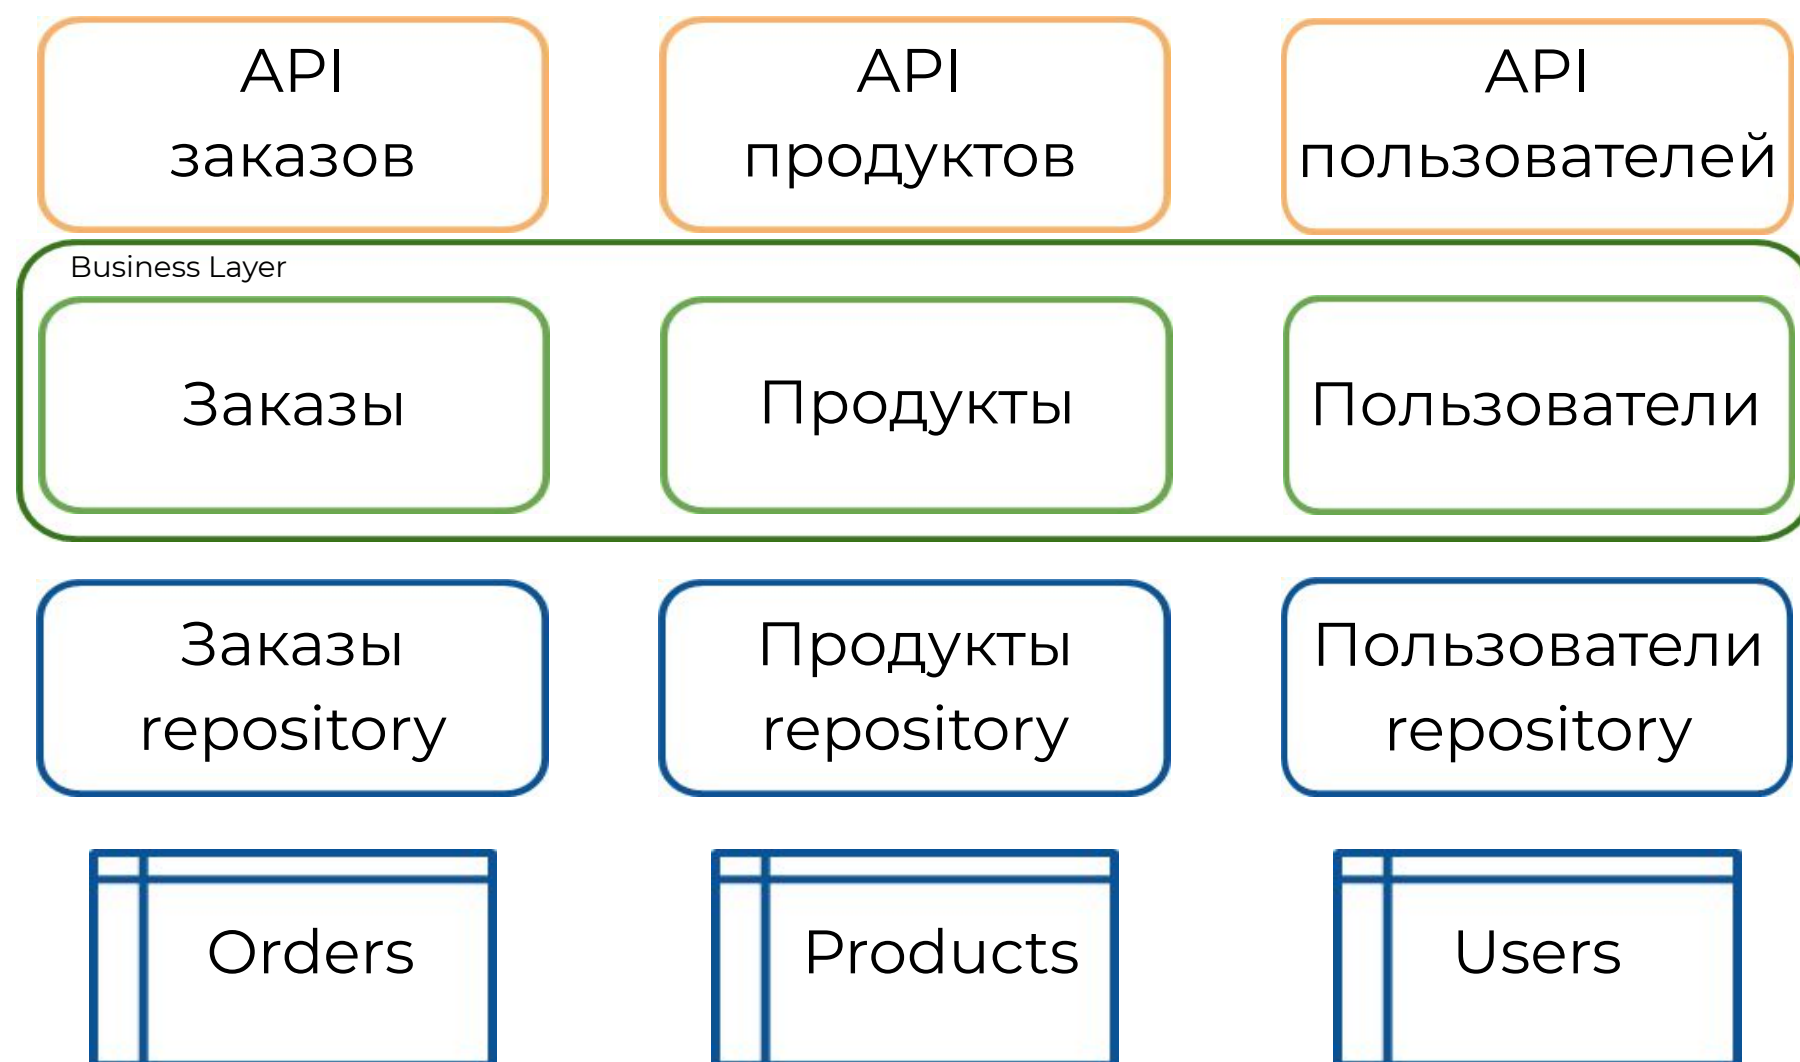 API
заказов
API
продуктов
API
пользователей
Business Layer
Заказы
Продукты
Пользователи
Заказы
repository
Продукты
repository
Пользователи
repository
Orders
Products
Users